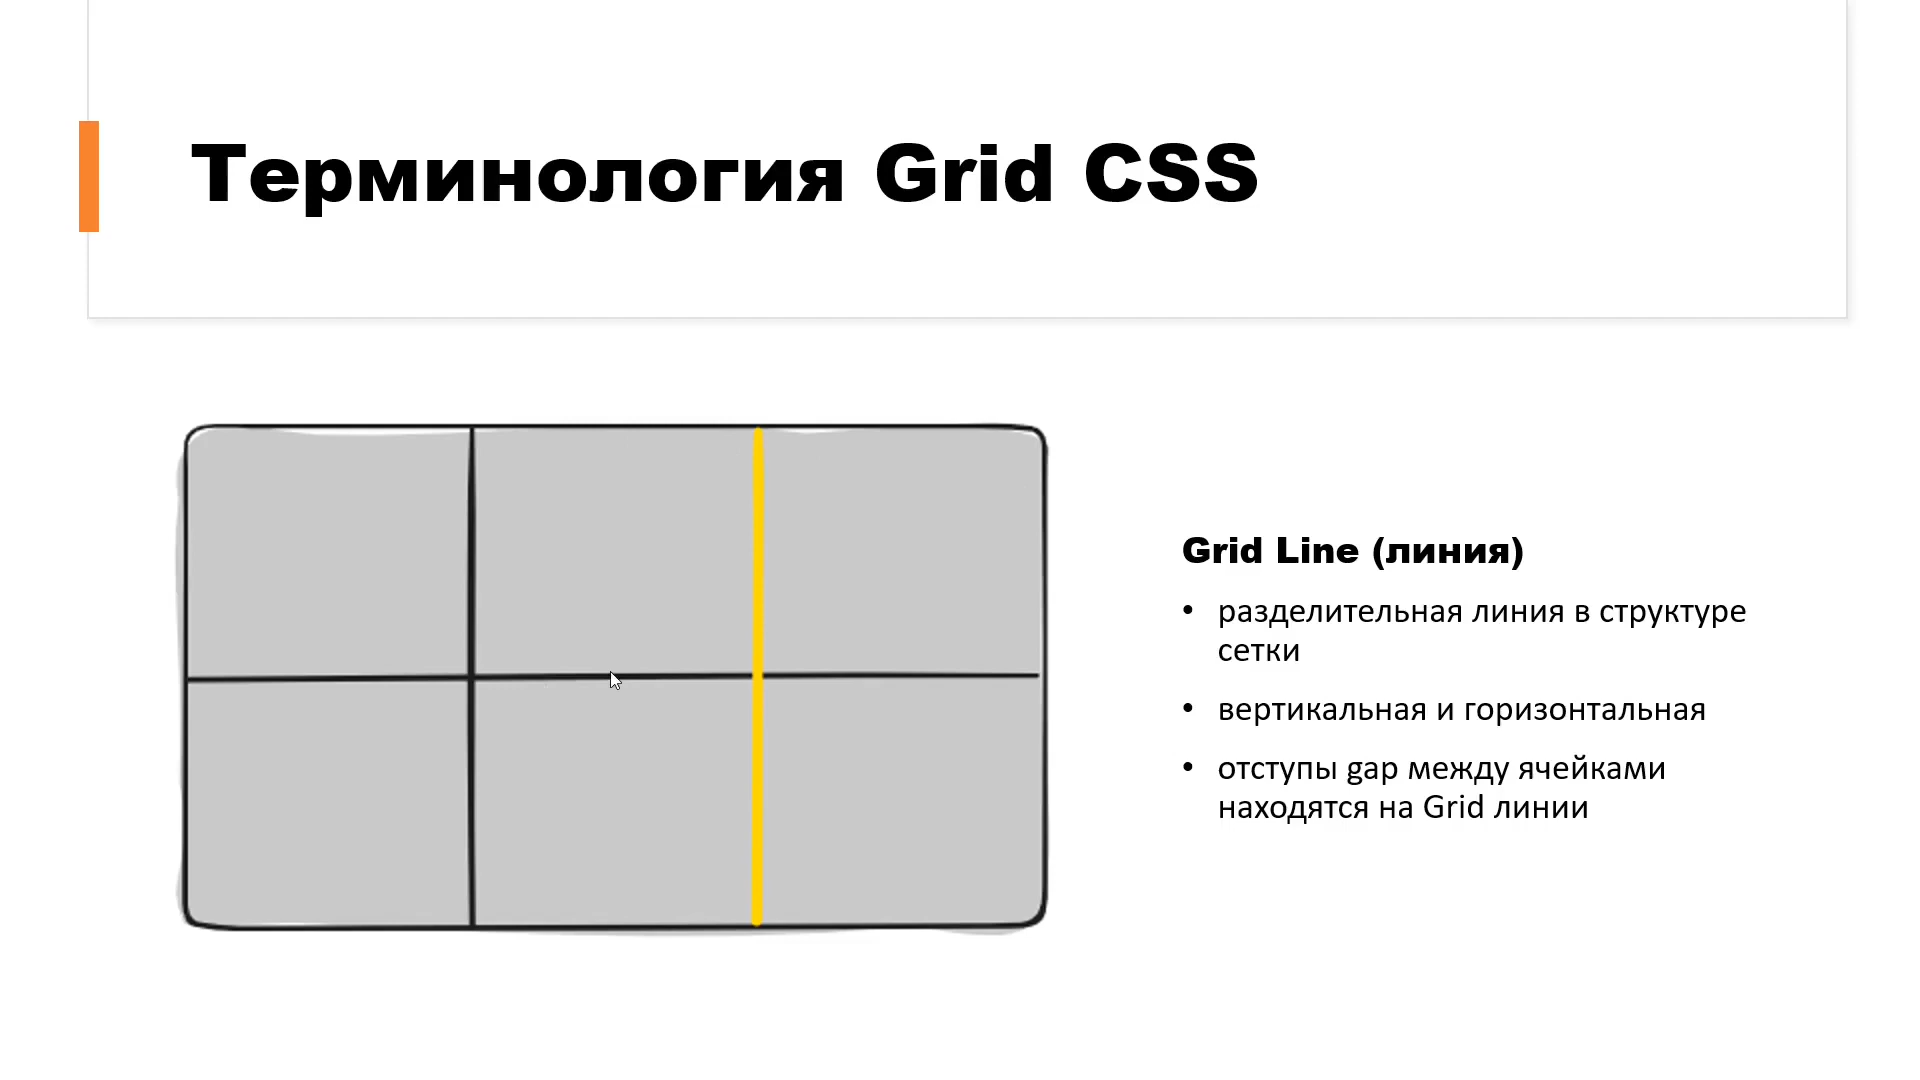 Терминология Grid CSS
Grid Line (линия)
• разделительная линия в структуре
сетки
• вертикальная и горизонтальная
• отступы gap между ячейками
находятся на Grid линии